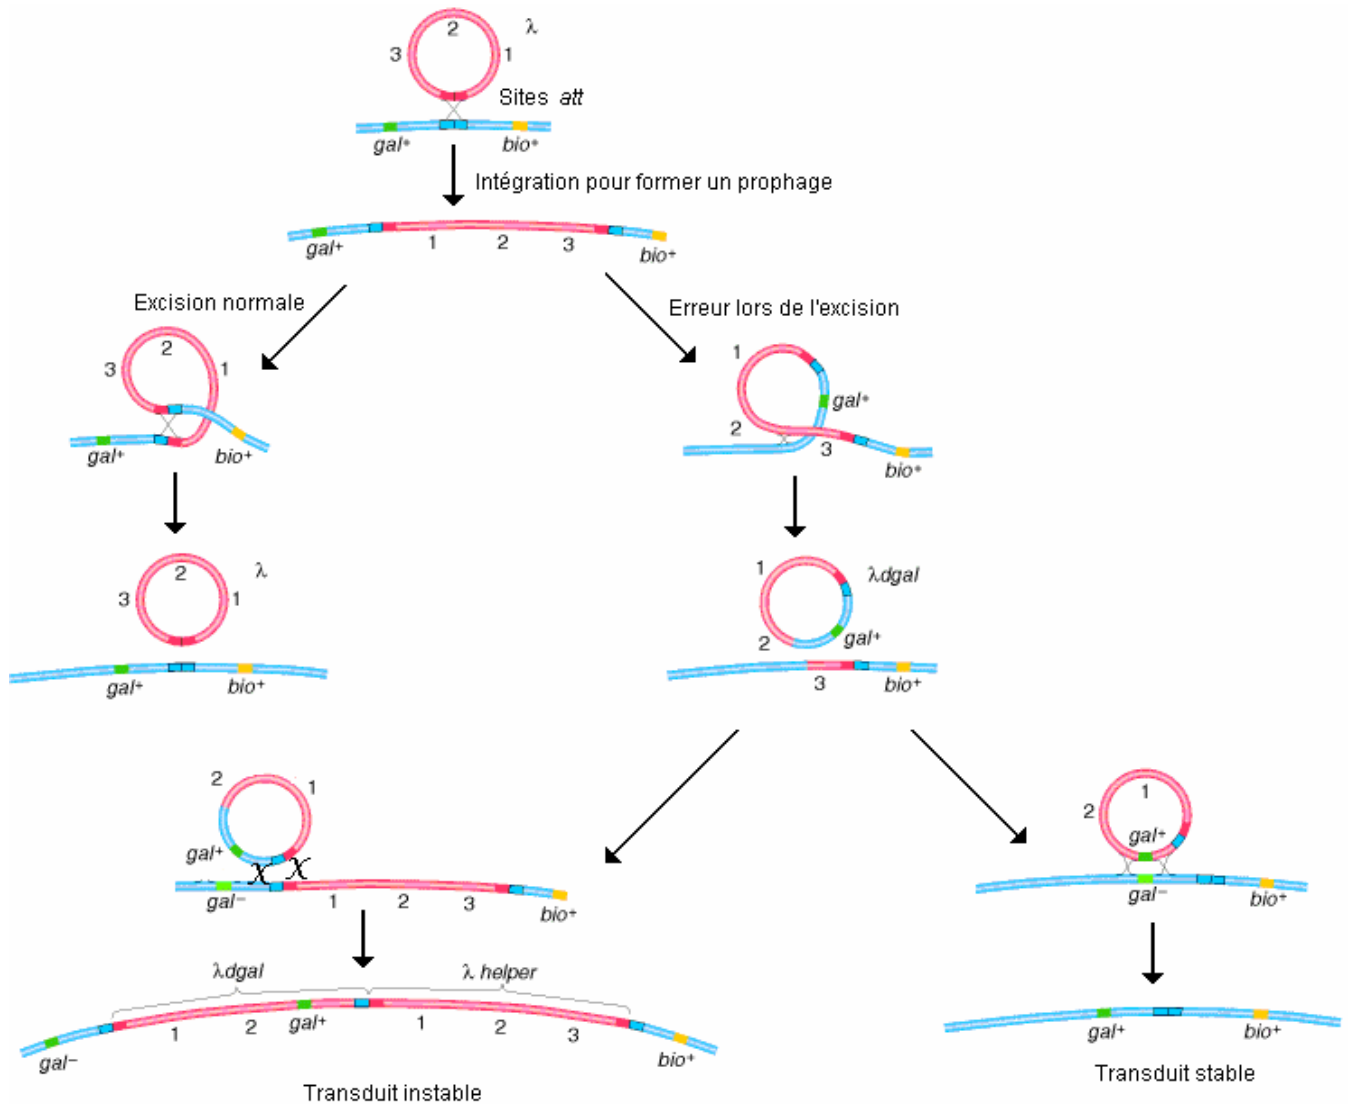 2
λ
3
1
Sites att
gal+
bio+
Intégration pour former un prophage
gal+
1
2
3
bio+
Excision normale
Erreur lors de l'excision
2
3
1
gal+
bio+
1
gal+
2
3
bio+
2
λ
3
1
gal+
bio+
1
λdgal
2
gal+
3
bio+
2
1
gal+
gal–
1
2
3
bio+
1
2
gal+
gal–
bio+
λdgal
λ helper
1
2
gal+
1
2
3
gal–
bio+
Transduit instable
gal+
bio+
Transduit stable